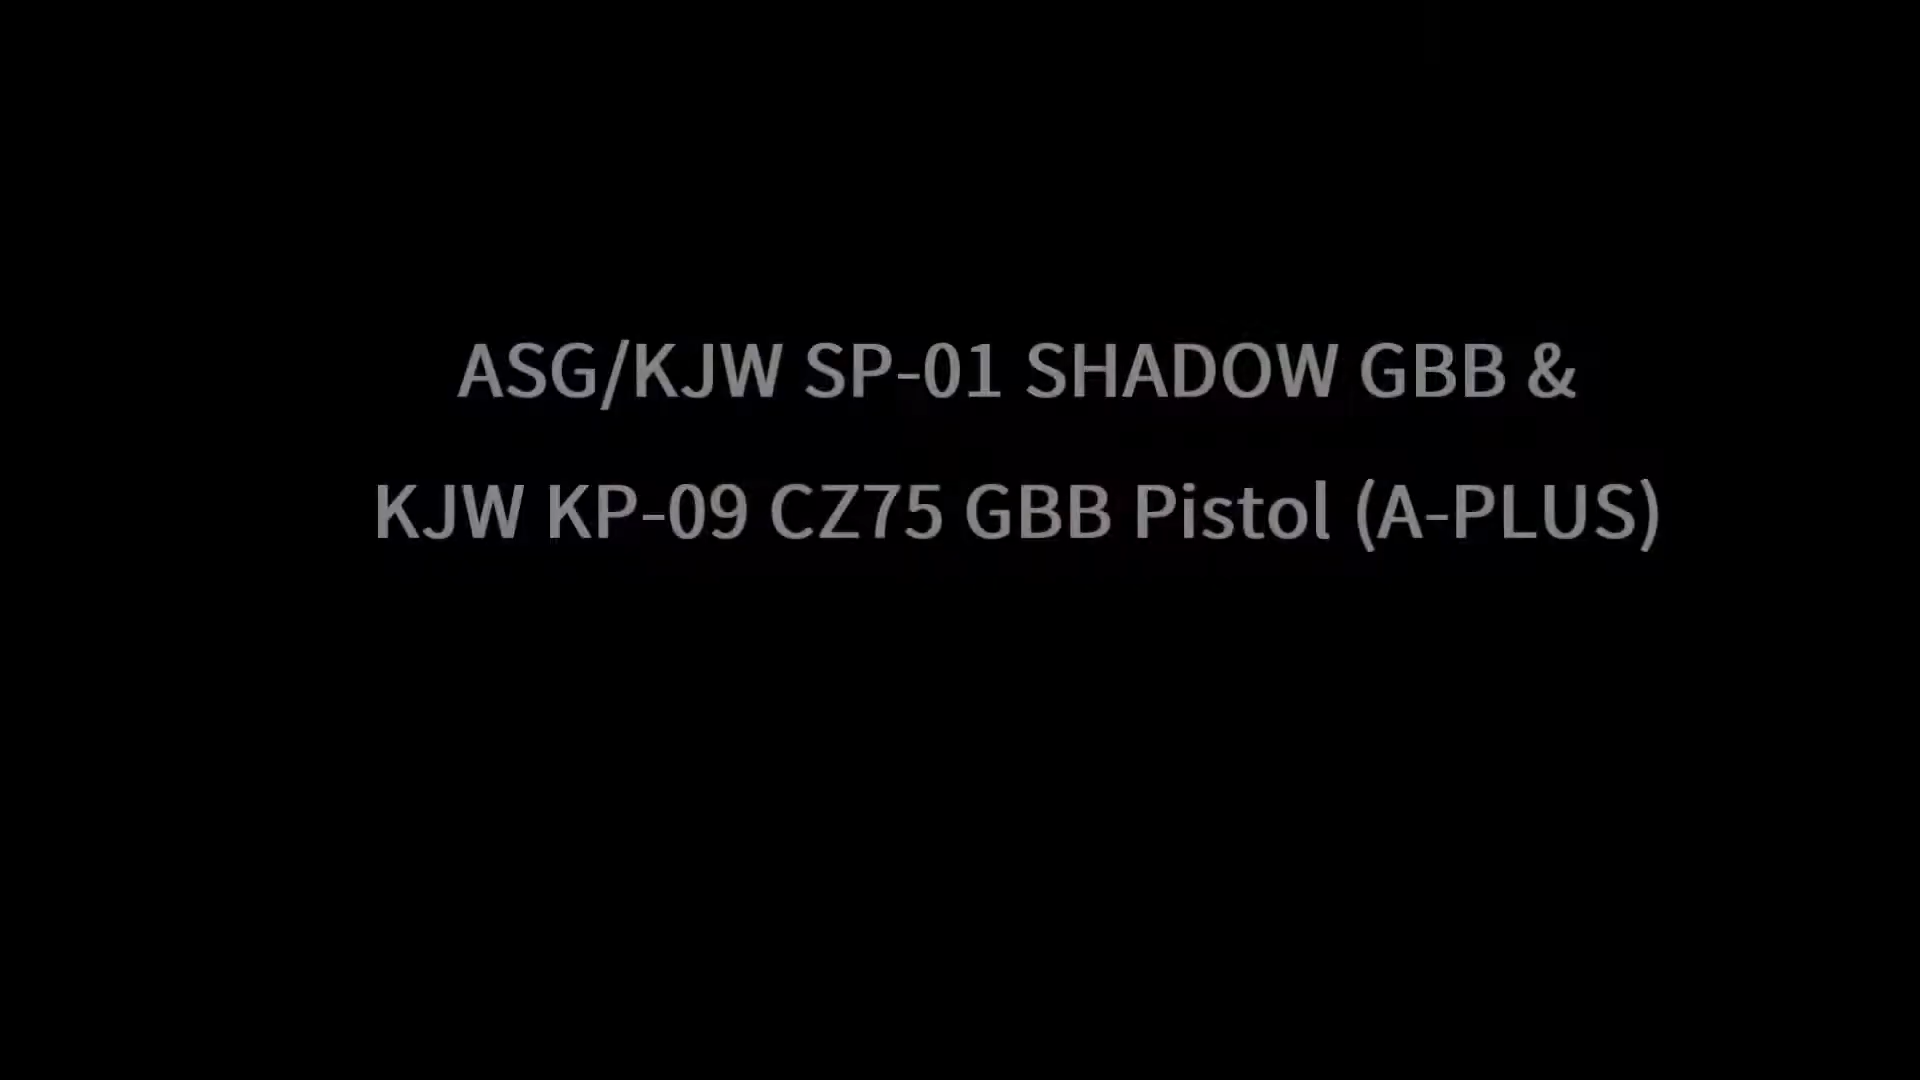 ASG/KJW SP-01 SHADOW GBB &
KJW KP-09 CZ75 GBB Pistol (A-PLUS)